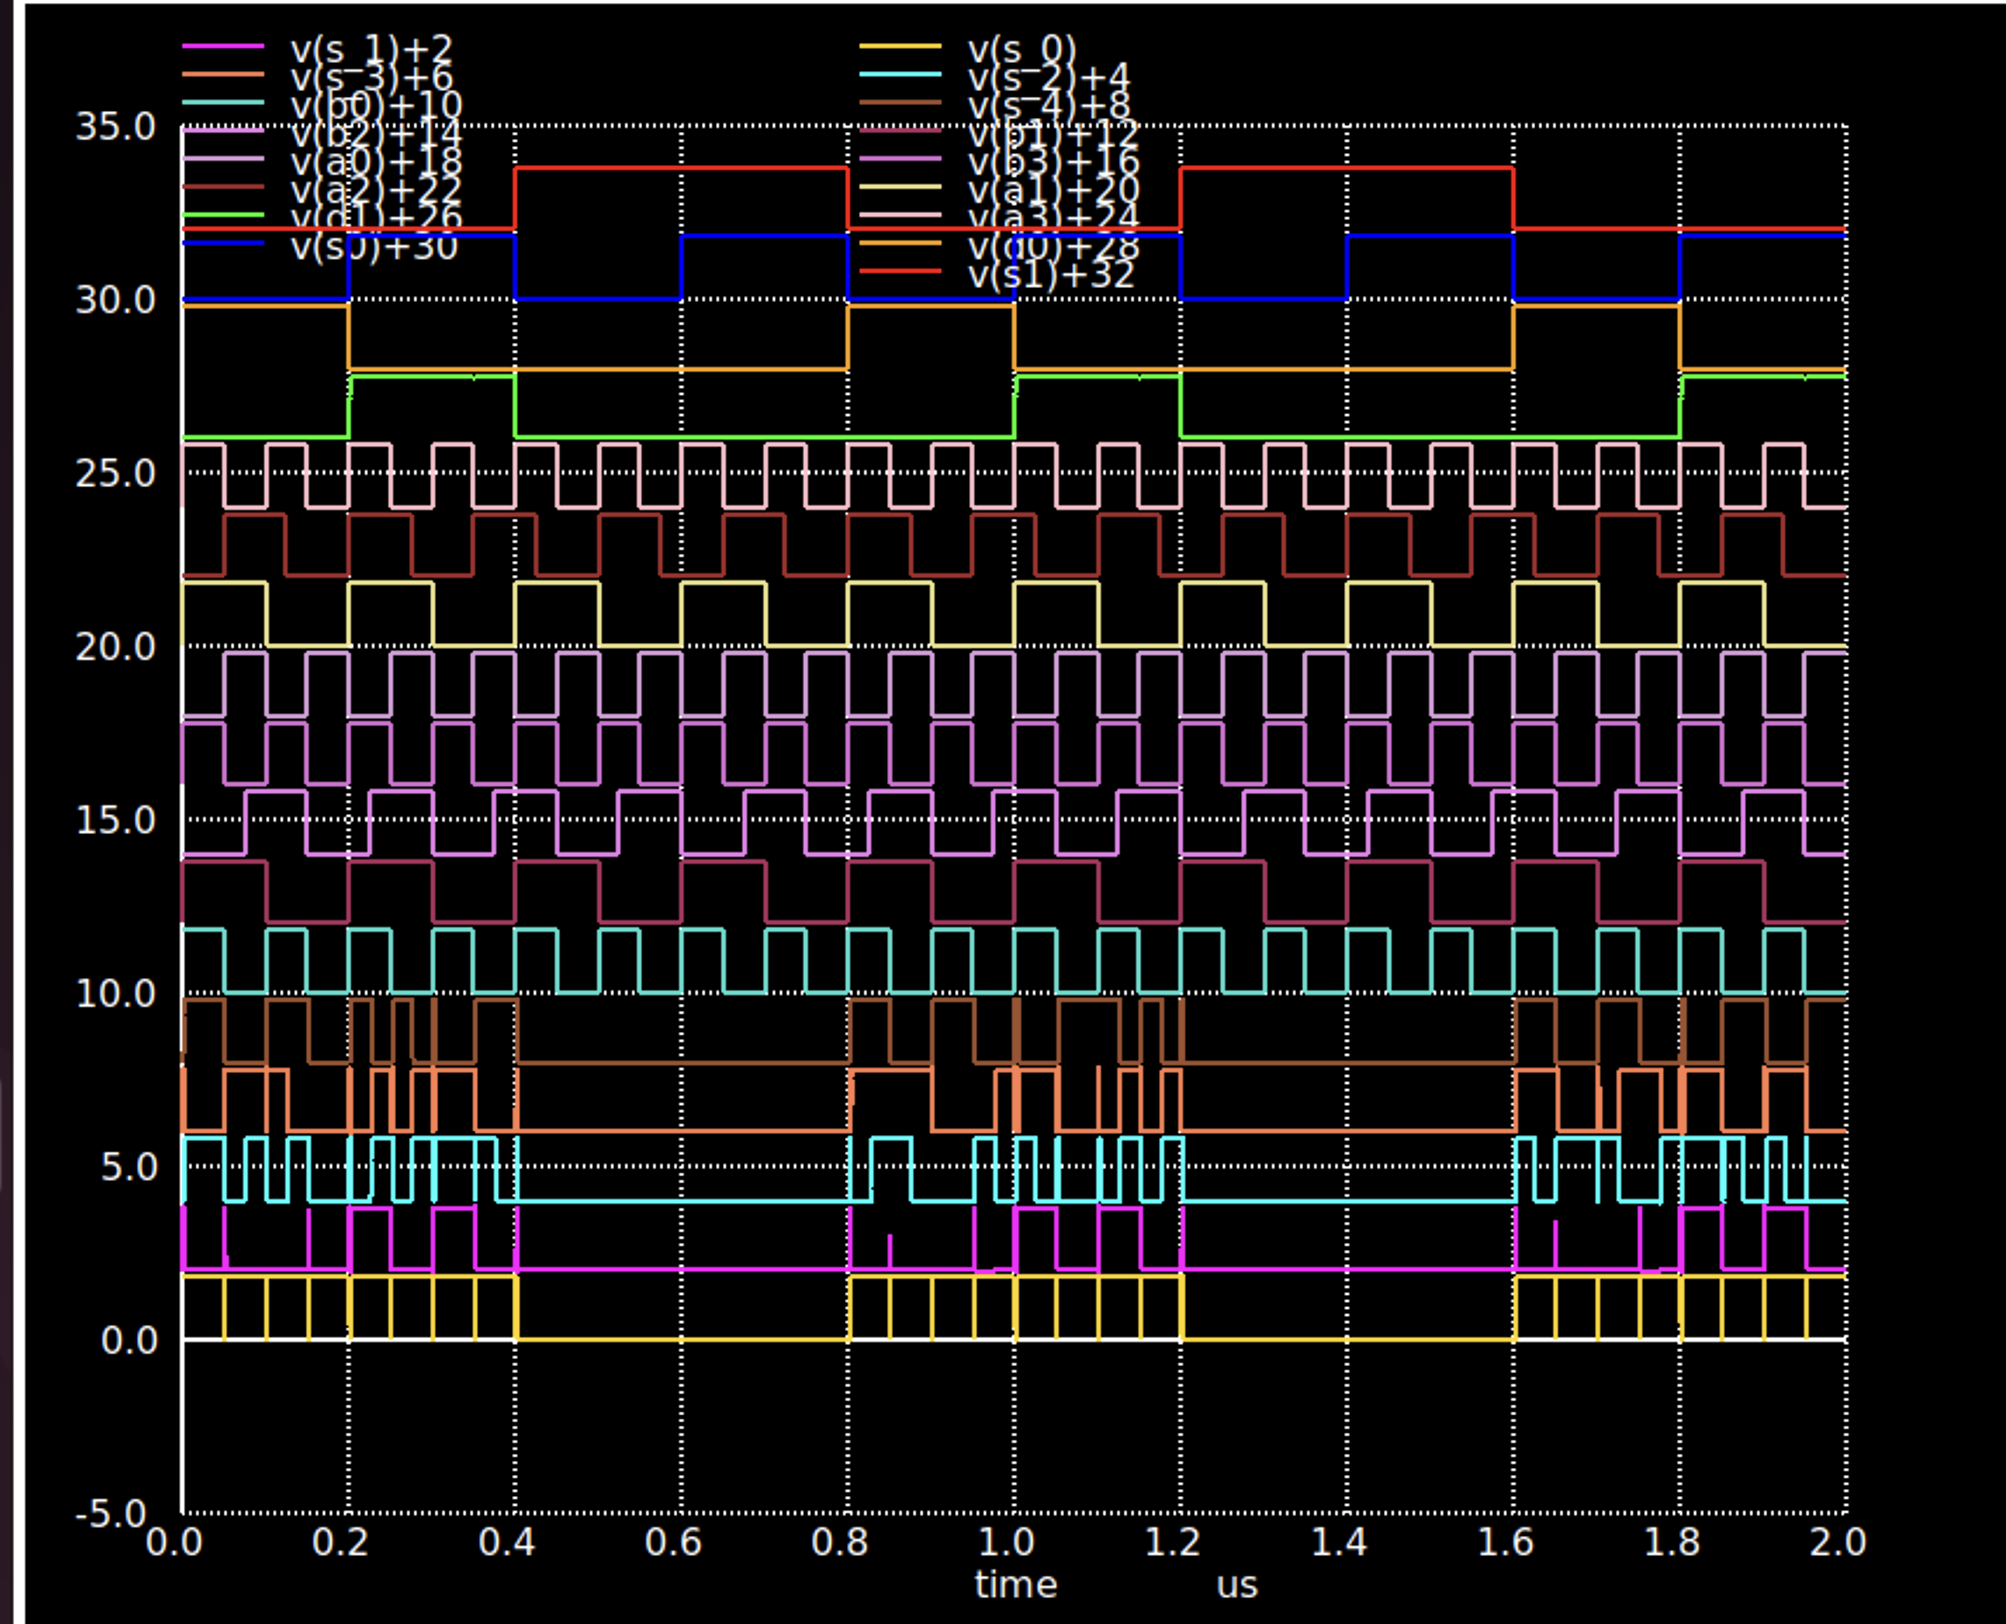 v(s_1)+2
v(s_3)+6
v(b0)+10
v(b2)+14
v(a0)+18
v(a2)+22
v(d1)+26
v(s0)+30
v(s_0)
v(s_2)+4
v(s_4)+8
v(b1)+12
v(b3)+16
v(a1)+20
v(a3)+24
v(d0)+28
v(s1)+32
35.0
30.0
25.0
20.0
15.0
10.0
5.0
0.0
-5.0
0.0 0.2 0.4 0.6 0.8 1.0 1.2 1.4 1.6 1.8 2.0
time us